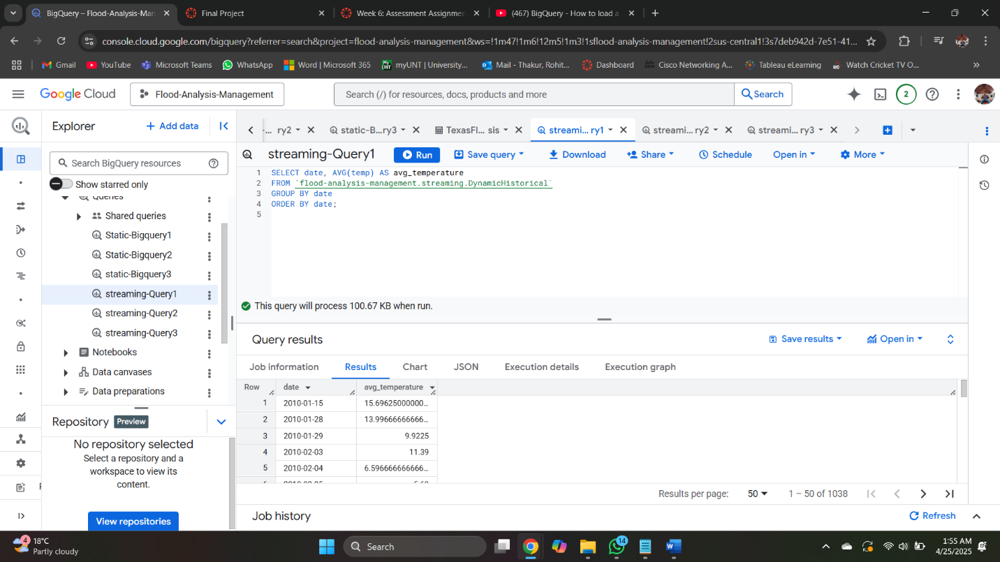 BigQuery – Flood-Analysis-Man
Final Project
Week 6: Assessment Assignmen
(467) BigQuery - How to load a
console.cloud.google.com/bigquery?referrer=search&project=flood-analysis-management&ws=!1m47!1m6!12m5!1m3!1sflood-analysis-management!2sus-central1!3s7deb942d-7e51-41...
Gmail
YouTube
Microsoft Teams
WhatsApp
Word | Microsoft 365
myUNT | University...
Mail - Thakur, Rohit...
Dashboard
Cisco Networking A...
Tableau eLearning
Watch Cricket TV O...
»
Google Cloud
Flood-Analysis-Management
Search (/) for resources, docs, products and more
Search
2
Explorer
+ Add data
-... ry2
static-B...ry3
TexasFl... sis
streami... ry1
streami... ry2
streami... ry3
Search BigQuery resources
Show starred only
Queries
Shared queries
Static-Bigquery1
Static-Bigquery2
static-Bigquery3
streaming-Query1
streaming-Query2
streaming-Query3
Notebooks
Data canvases
Data preparations
Repository Preview
No repository selected
Select a repository and a
workspace to view its
content.
View repositories
streaming-Query1
Run
Save query
Download
Share
Schedule
Open in
More
1 SELECT date, AVG(temp) AS avg_temperature
2 FROM `flood-analysis-management.streaming.DynamicHistorical`
3 GROUP BY date
4 ORDER BY date;
5
This query will process 100.67 KB when run.
Query results
Save results
Open in
Job information
Results
Chart
JSON
Execution details
Execution graph
Row date avg_temperature
1 2010-01-15 15.69625000000...
2 2010-01-28 13.99666666666...
3 2010-01-29 9.9225
4 2010-02-03 11.39
5 2010-02-04 6.596666666666...
Results per page: 50 1 – 50 of 1038
Job history
Refresh
4
18°C
Partly cloudy
Search
14
1:55 AM
4/25/2025